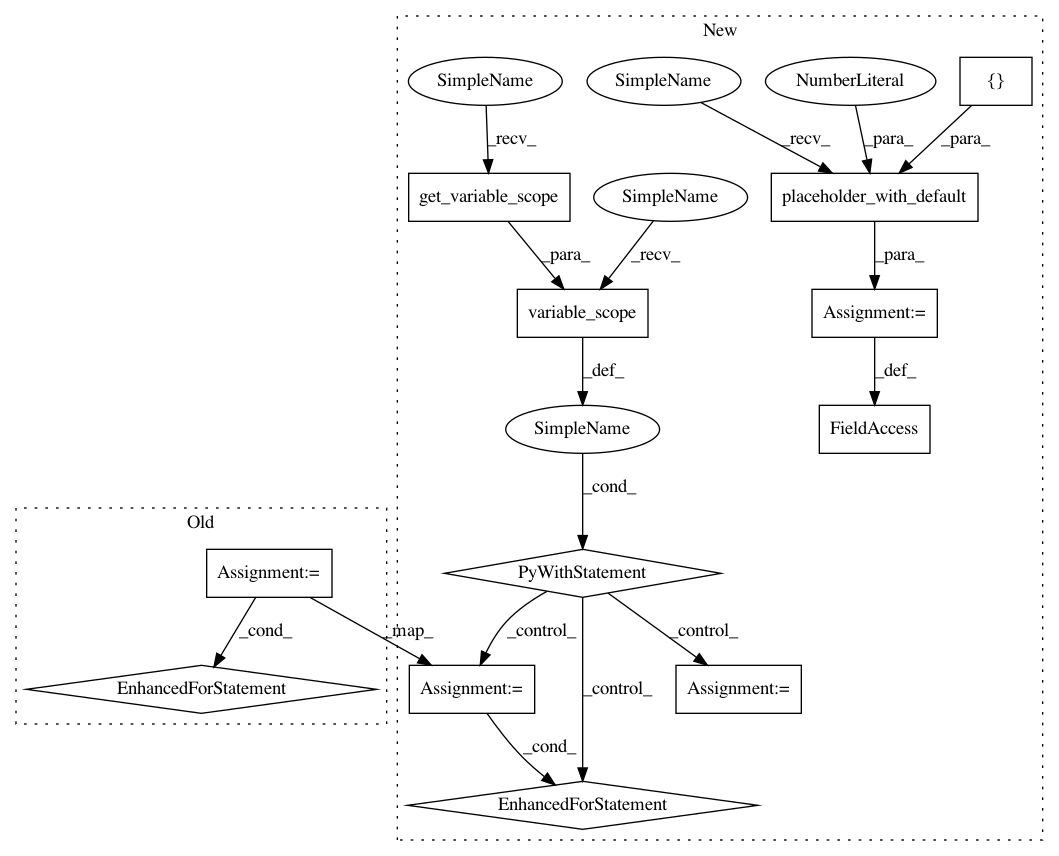 New
SimpleName
SimpleName
NumberLiteral
{}
_recv_
_recv_
_para_
_para_
get_variable_scope
SimpleName
placeholder_with_default
_para_
_recv_
_para_
variable_scope
Assignment:=
_def_
_def_
SimpleName
FieldAccess
_cond_
Old
Assignment:=
PyWithStatement
_cond_
_map_
_control_
_control_
EnhancedForStatement
Assignment:=
_control_
Assignment:=
_cond_
EnhancedForStatement